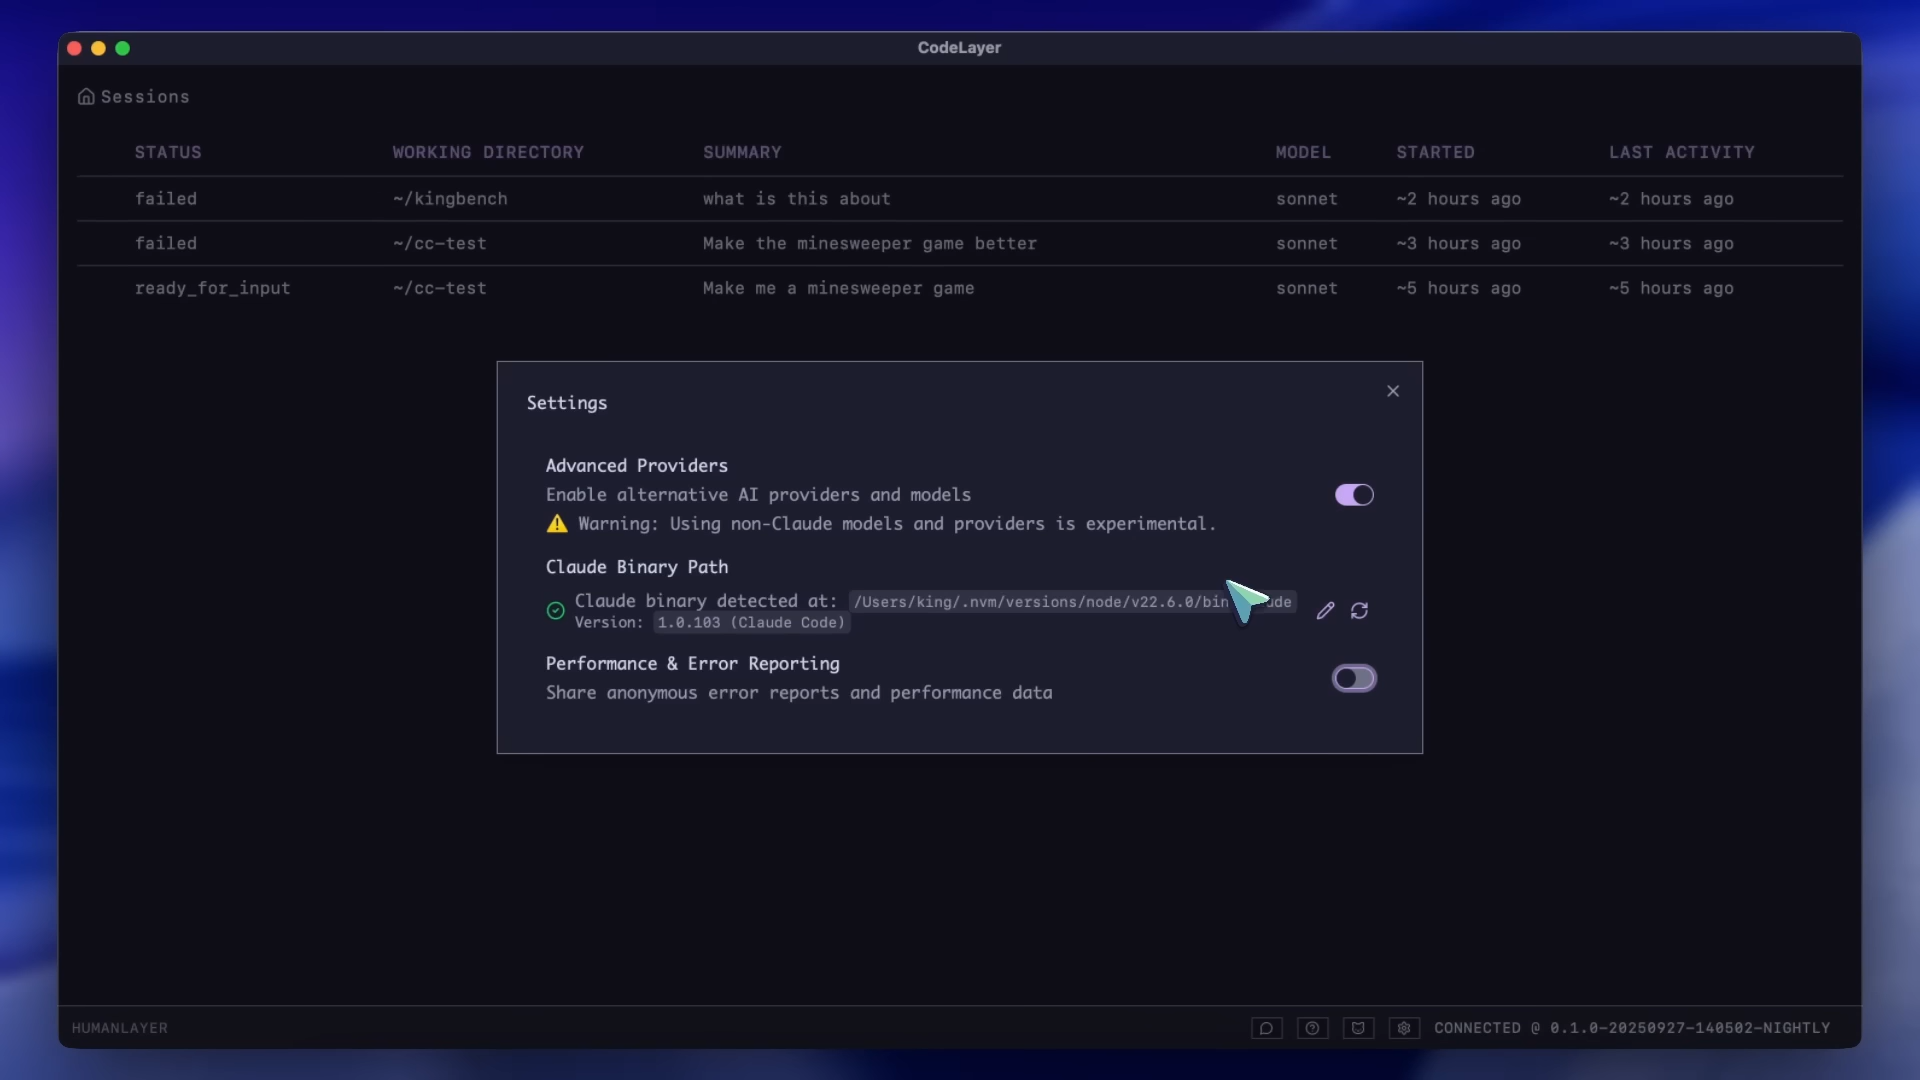 CodeLayer
Sessions
STATUS WORKING DIRECTORY SUMMARY MODEL STARTED LAST ACTIVITY
failed ~/kingbench what is this about sonnet ~2 hours ago ~2 hours ago
failed ~/cc-test Make the minesweeper game better sonnet ~3 hours ago ~3 hours ago
ready_for_input ~/cc-test Make me a minesweeper game sonnet ~5 hours ago ~5 hours ago
Settings
Advanced Providers
Enable alternative AI providers and models
⚠️ Warning: Using non-Claude models and providers is experimental.
Claude Binary Path
Claude binary detected at: /Users/king/.nvm/versions/node/v22.6.0/bin
Version: 1.0.103 (Claude Code)
Performance & Error Reporting
Share anonymous error reports and performance data
HUMANLAYER CONNECTED @ 0.1.0-20250927-140502-NIGHTLY